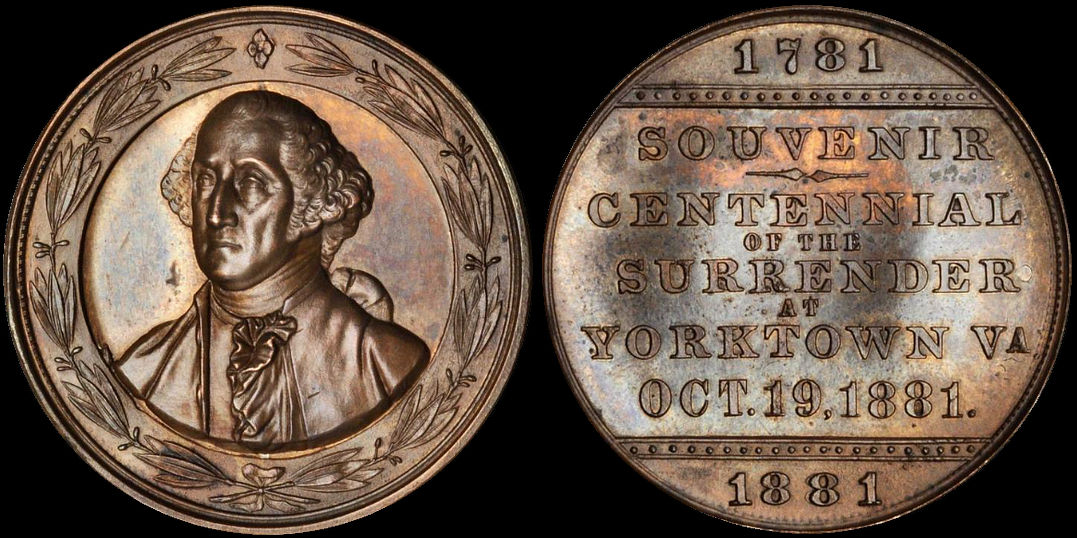 1781
SOUVENIR
CENTENNIAL
OF THE
SURRENDER
AT
YORKTOWN VA
OCT. 19, 1881.
1881